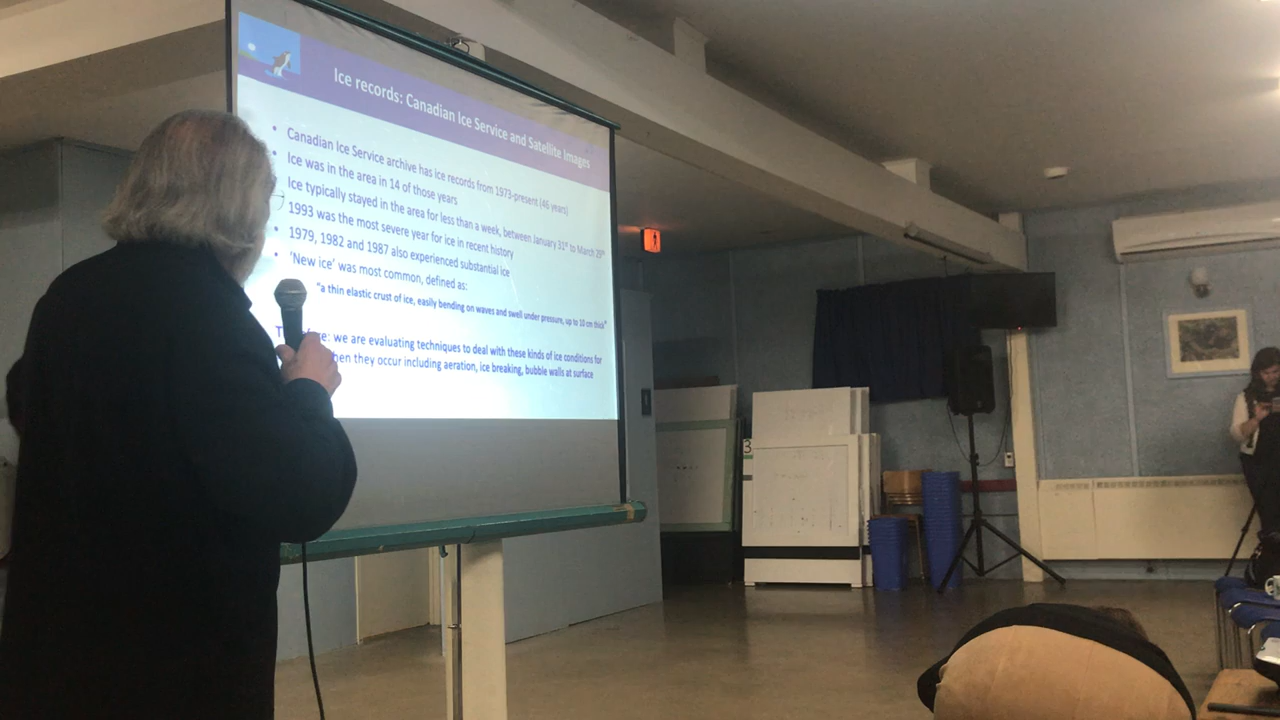 Ice records: Canadian Ice Service and Satellite Images
• Canadian Ice Service archive has ice records from 1973-present (46 years)
• Ice was in the area in 14 of those years
Ice typically stayed in the area for less than a week, between January 31st to March 29th
• 1993 was the most severe year for ice in recent history
• 1979, 1982 and 1987 also experienced substantial ice
• 'New ice' was most common, defined as:
"a thin elastic crust of ice, easily bending on waves and swell under pressure, up to 10 cm thick"
we are evaluating techniques to deal with these kinds of ice conditions for
when they occur including aeration, ice breaking, bubble walls at surface
3